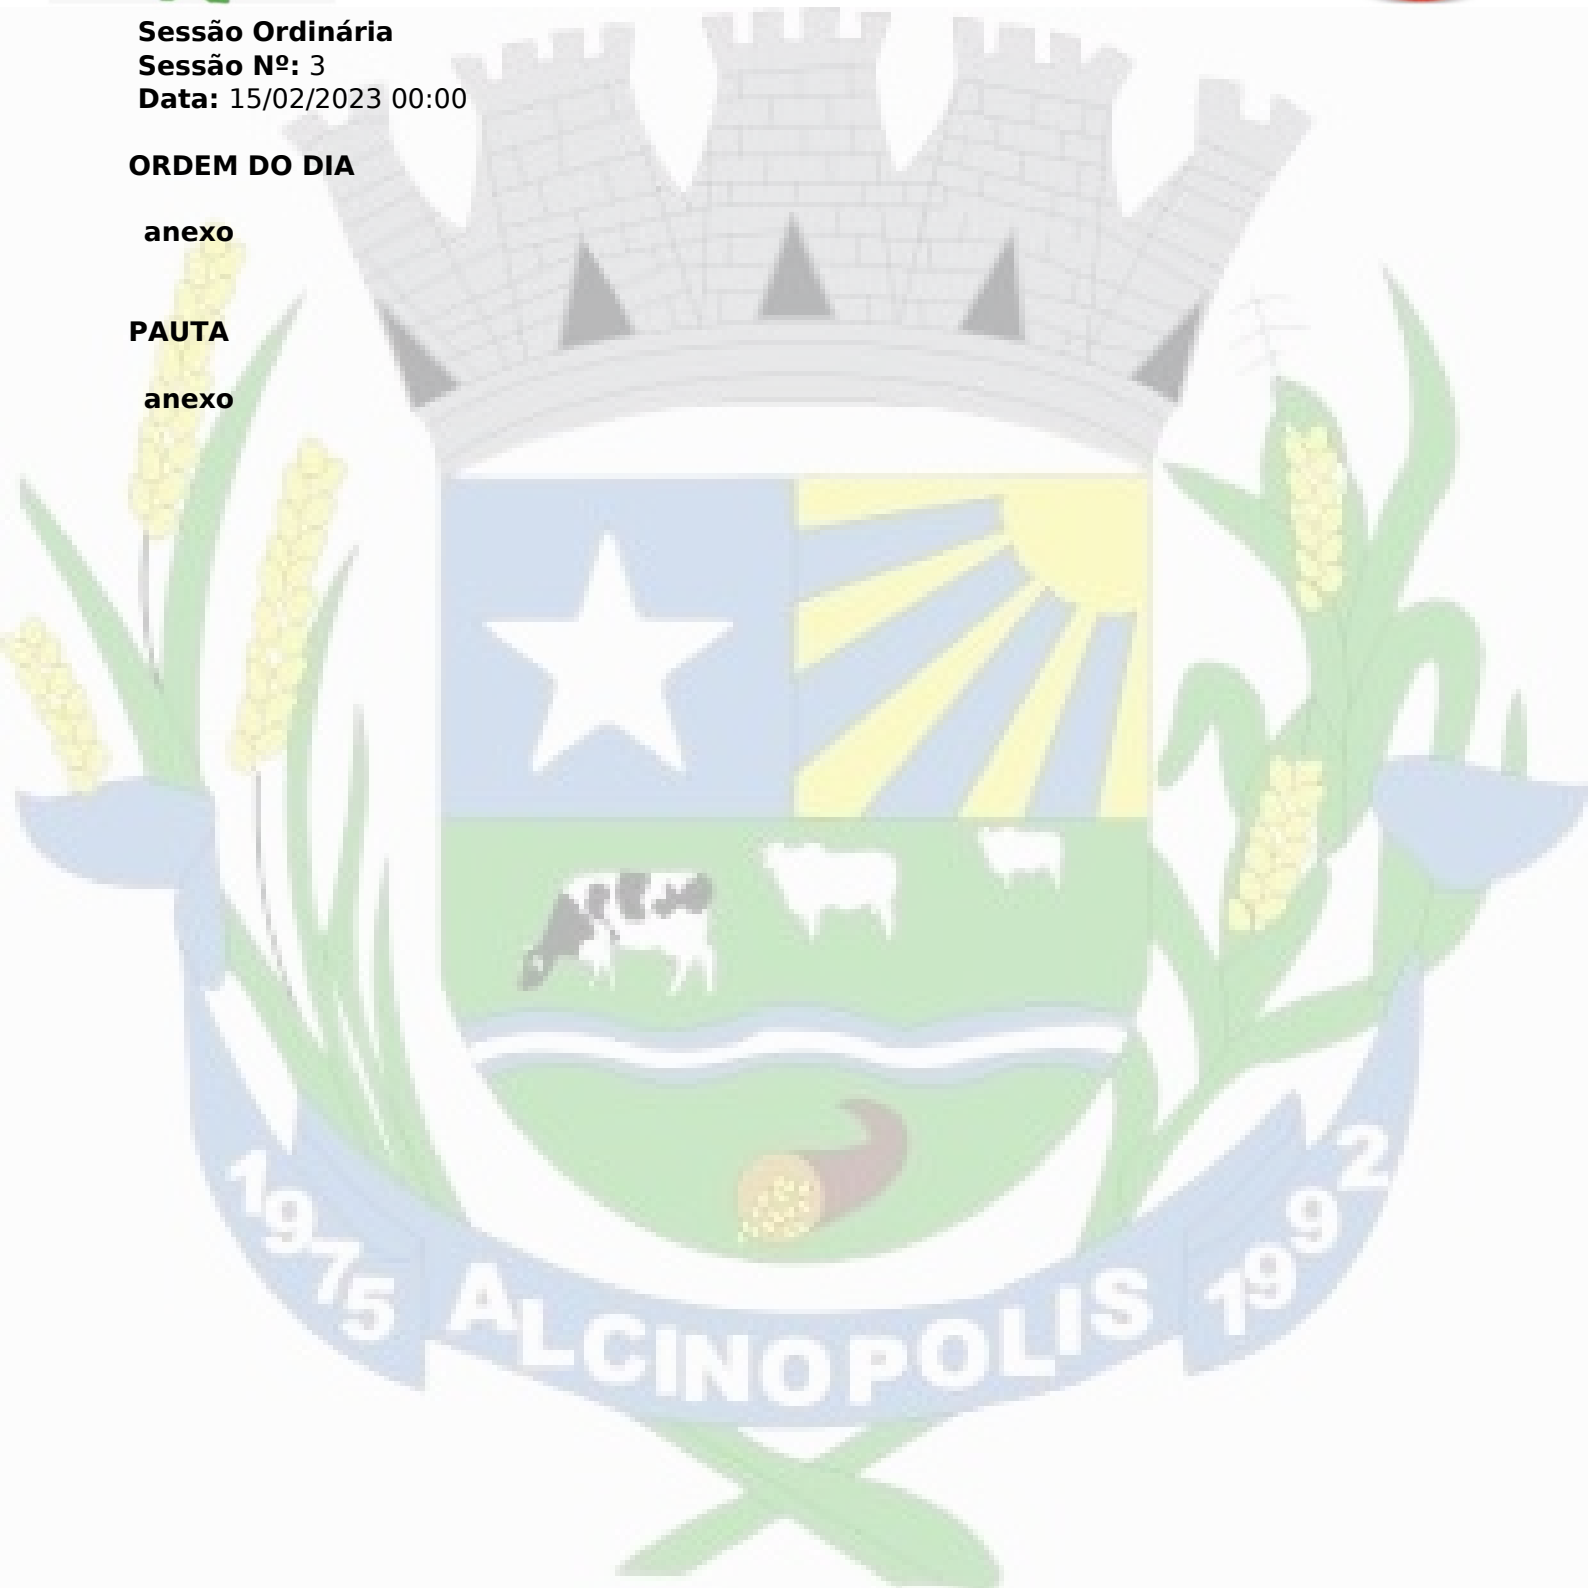 Sessão Ordinária
Sessão Nº: 3
Data: 15/02/2023 00:00
ORDEM DO DIA
anexo
PAUTA
anexo
1975 ALCINOPOLIS 1992